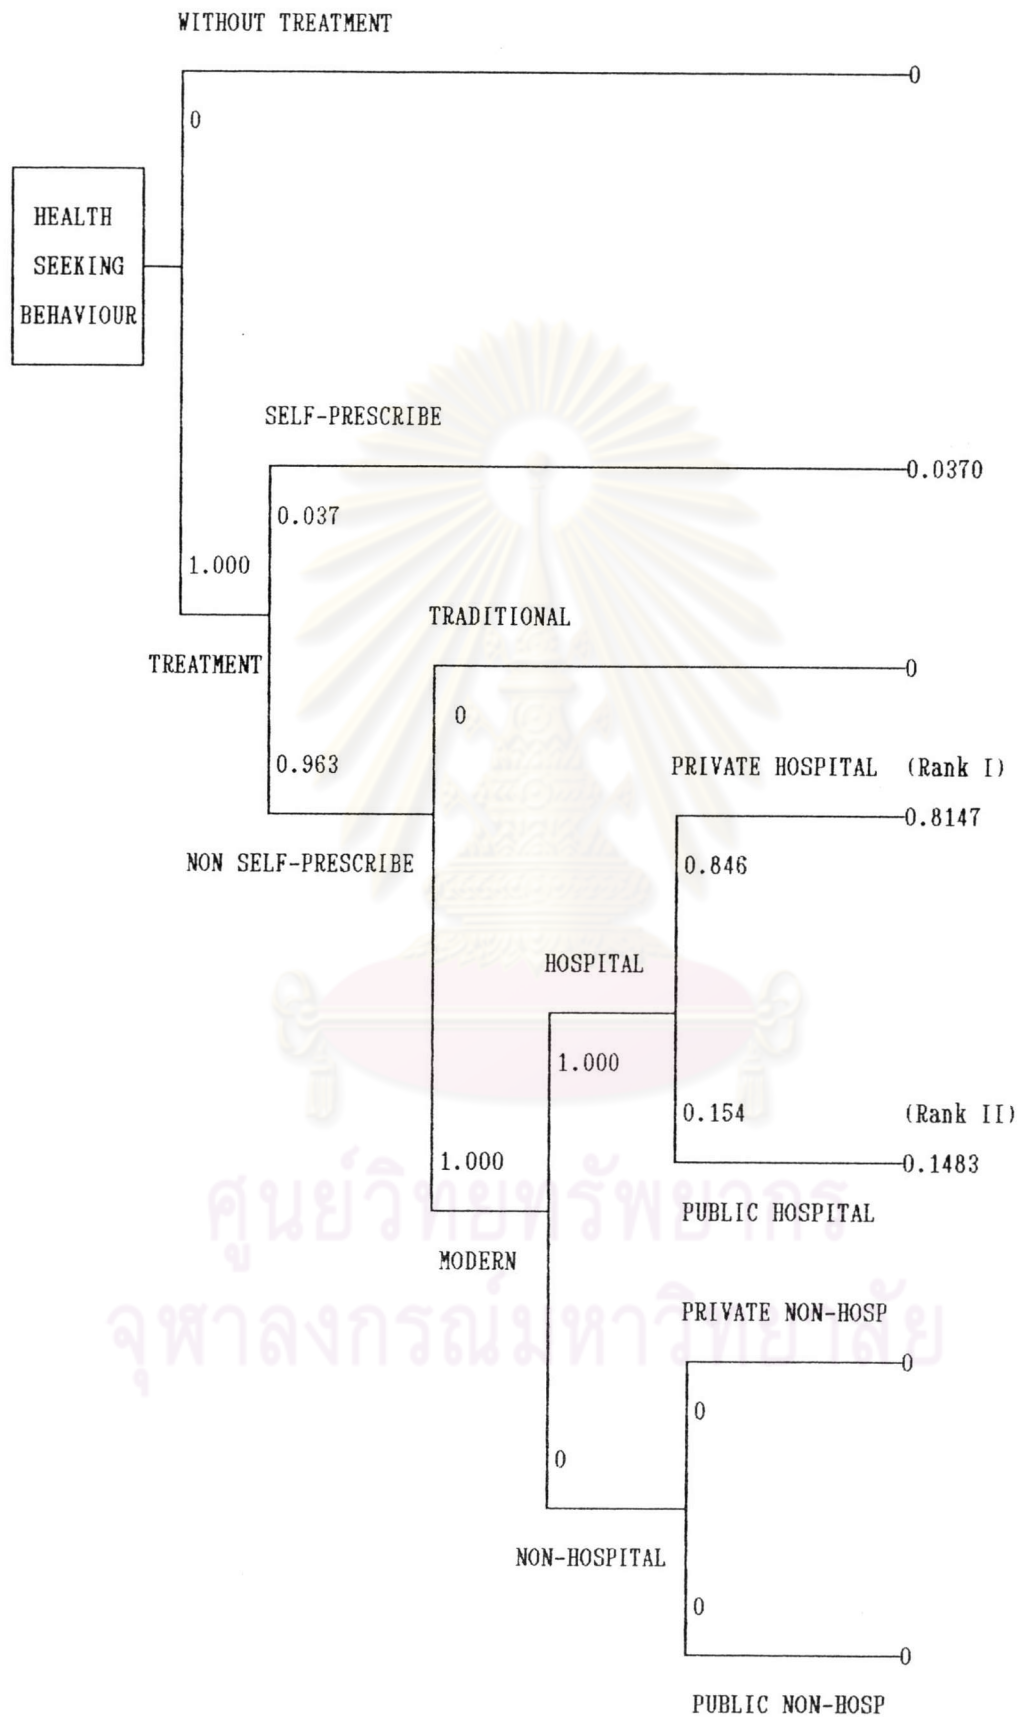 WITHOUT TREATMENT
0
0
HEALTH
SEEKING
BEHAVIOUR
SELF-PRESCRIBE
0.0370
0.037
1.000
TRADITIONAL
TREATMENT
0
0
0.963
PRIVATE HOSPITAL (Rank I)
0.8147
NON SELF-PRESCRIBE
0.846
HOSPITAL
1.000
0.154 (Rank II)
1.000
0.1483
ศูนย์วิทยทรัพยากร
PUBLIC HOSPITAL
MODERN
PRIVATE NON-HOSP
จุฬาลงกรณ์มหาวิทยาลัย
0
0
0
NON-HOSPITAL
0
0
PUBLIC NON-HOSP